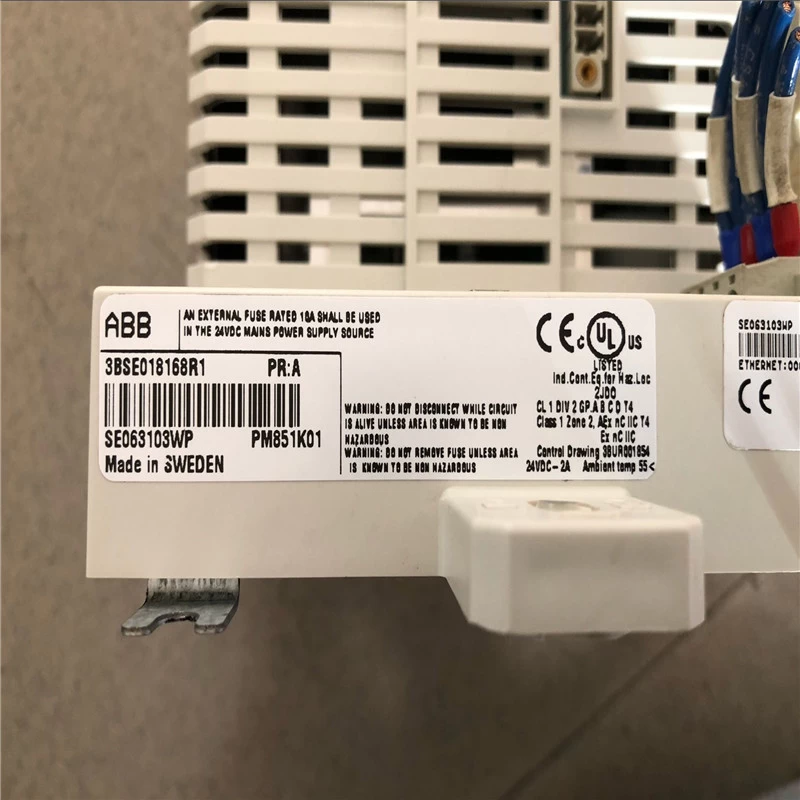 ABB
AN EXTERNAL FUSE RATED 16A SHALL BE USED
IN THE 24VDC MAINS POWER SUPPLY SOURCE
3BSE018168R1 PR:A
SE063103WP PM851K01
Made in SWEDEN
WARNING: DO NOT DISCONNECT WHILE CIRCUIT
IS ALIVE UNLESS AREA IS KNOWN TO BE NON
HAZARDOUS
WARNING: DO NOT REMOVE FUSE UNLESS AREA
IS KNOWN TO BE NON HAZARDOUS
CE c UL US
LISTED
Ind.Cont.Eq.for Haz.Loc
2JD0
CL 1 DIV 2 GP.A B C D T4
Class 1 Zone 2, AEx nC IIC T4
Ex nC IIC
Control Drawing 3BUR001854
24VDC-2A Ambient temp 55<
SE063103WP
ETHERNET:00
CE